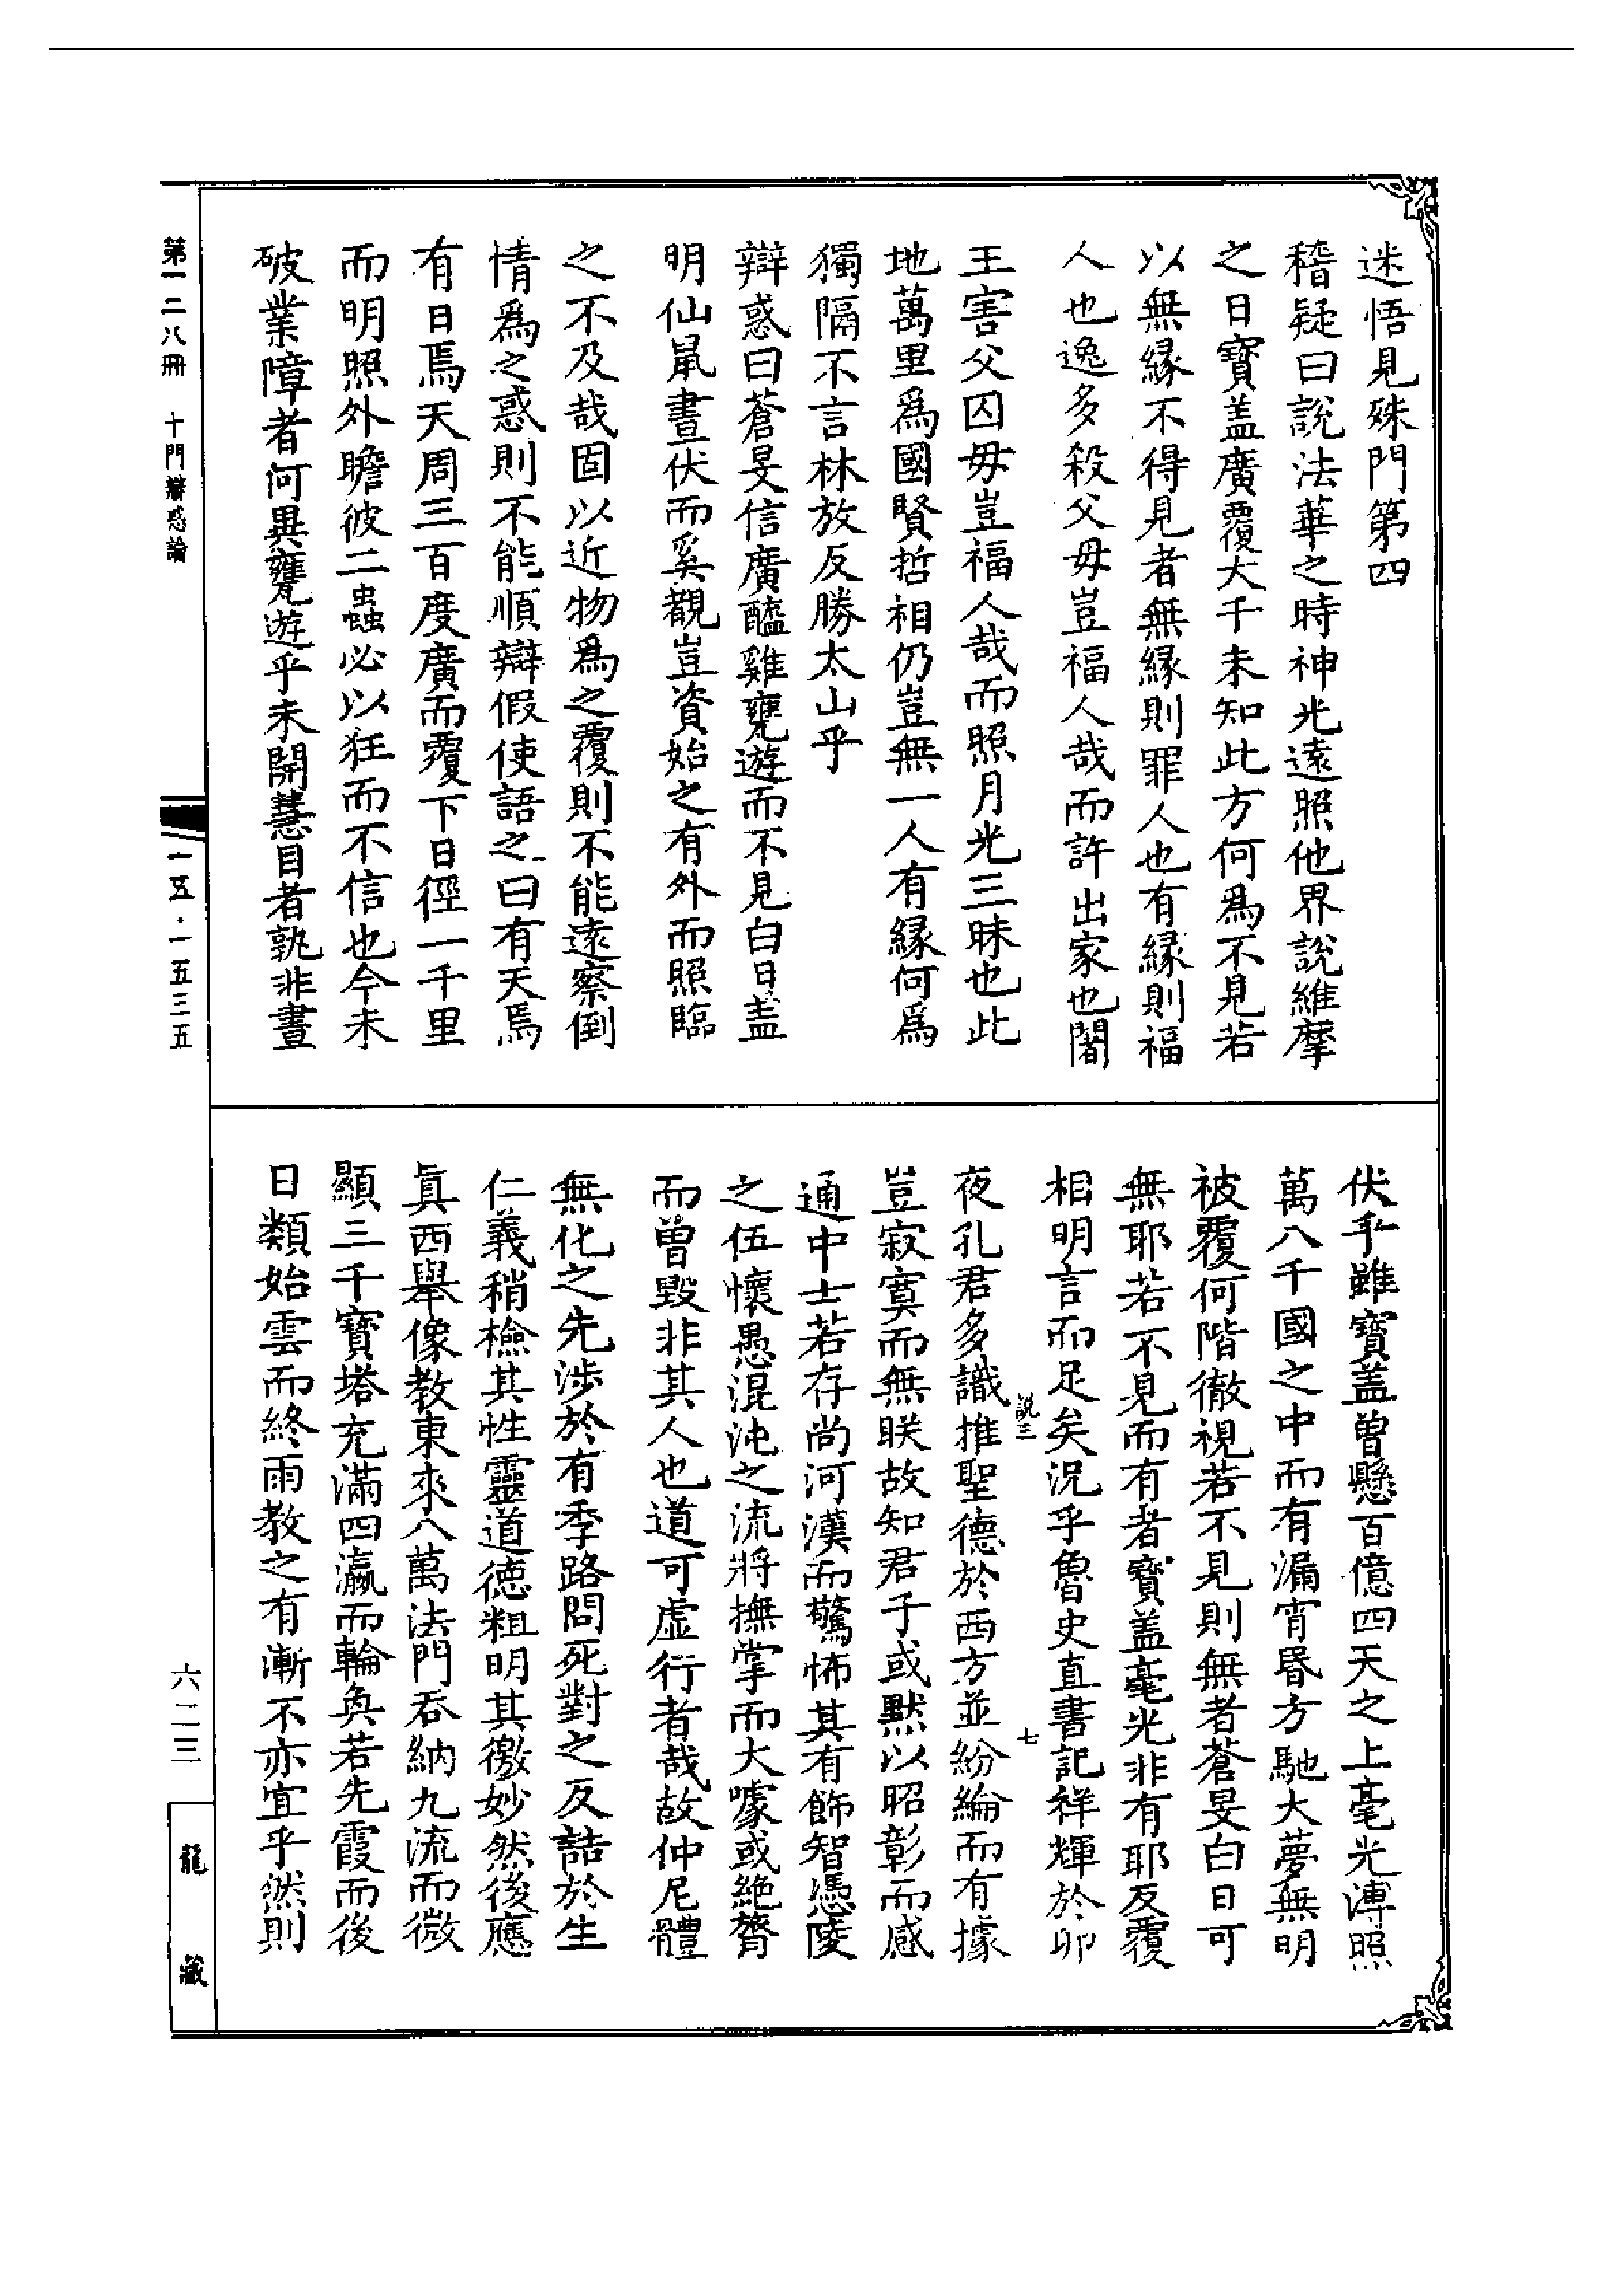 迷悟見殊門第四
稽疑曰說法華之時神光遠照他界說維摩
之日寶盖廣覆大千未知此方何爲不見若
以無縁不得見者無縁則罪人也有縁則福
人也逸多殺父毋豈福人哉而許出家也闍
王害父囚毋豈福人哉而照月光三昧也此
地萬里爲國賢哲相仍豈無一人有縁何爲
獨隔不言林放反勝太山乎
辯惑曰蒼旻信廣醯雞甕遊而不見白日盖
明仙鼠晝伏而奚覩豈資始之有外而照臨
之不及哉固以近物爲之覆則不能遠察倒
情爲之惑則不能順辯假使語之曰有天焉
有日焉天周三百度廣而覆下日徑一千里
而明照外瞻彼二蟲必以狂而不信也今未
破業障者何異甕遊乎未開慧目者孰非晝
伏乎雖寶盖曾懸百億四天之上毫光溥照
萬八千國之中而有漏宵昬方馳大夢無明
被覆何階徹視若不見則無者蒼旻白日可
無耶若不見而有者寶盖毫光非有耶反覆
相明言而足矣況乎魯史直書記祥輝於卯
夜孔君多識推聖德於西方並紛綸而有據
豈寂寞而無眹故知君子或黙以昭彰而感
通中士若存尚河漢而驚怖其有飾智憑陵
之伍懷愚混沌之流將撫掌而大噱或絶膂
而曾毀非其人也道可虛行者哉故仲尼體
無化之先涉於有季路問死對之反詰於生
仁義稍檢其性靈道徳粗明其徼妙然後應
眞西舉像教東來八萬法門吞納九流而微
顯三千寶塔充滿四瀛而輪奐若先霞而後
日類始雲而終雨教之有漸不亦宜乎然則
說三
七
第一二八冊 十門辯惑論
一五·一五三五
六二三
龍藏